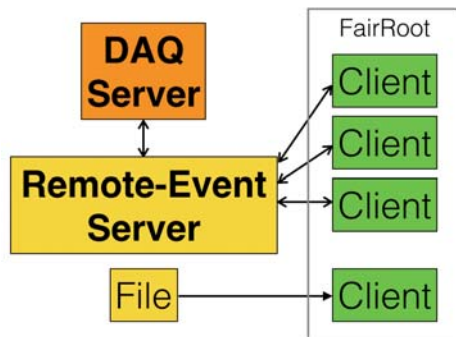 FairRoot
DAQ
Server
Client
Client
Remote-Event
Server
Client
File
Client